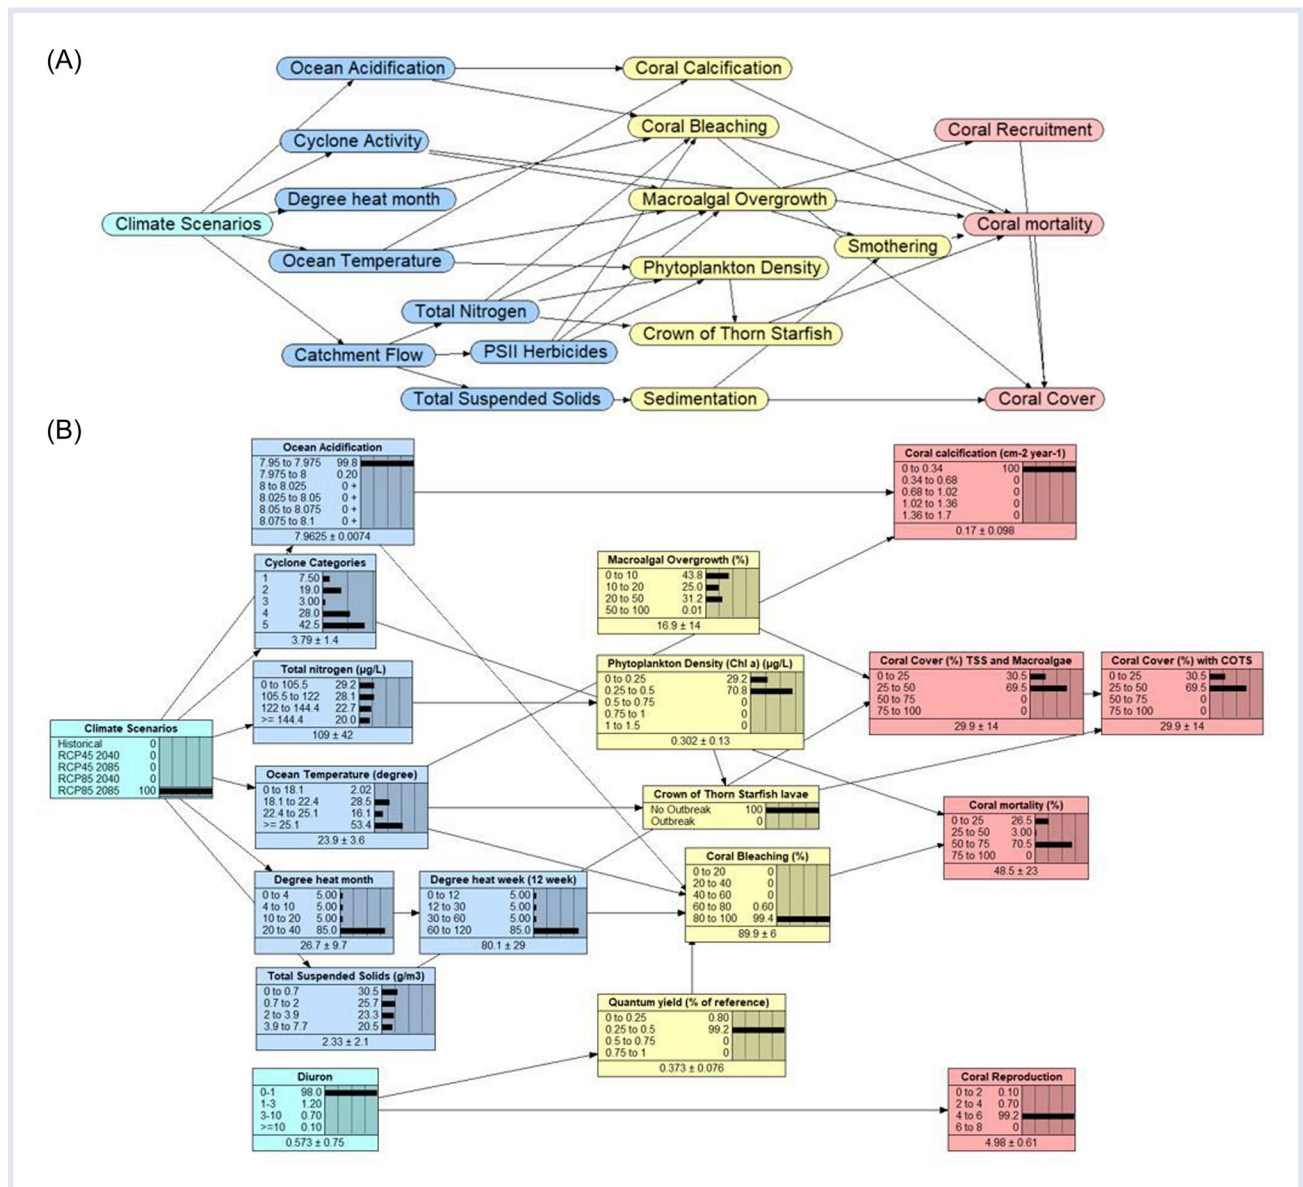 (A)
Ocean Acidification
Coral Calcification
Coral Bleaching
Coral Recruitment
Cyclone Activity
Degree heat month
Macroalgal Overgrowth
Climate Scenarios
Coral mortality
Smothering
Ocean Temperature
Phytoplankton Density
Total Nitrogen
Crown of Thorn Starfish
Catchment Flow
PSII Herbicides
Total Suspended Solids
Sedimentation
Coral Cover
(B)
Ocean Acidification
7.95 to 7.975 99.8
7.975 to 8 0.20
8 to 8.025 0 +
8.025 to 8.05 0 +
8.05 to 8.075 0 +
8.075 to 8.1 0 +
7.9625 ± 0.0074
Coral calcification (cm-2 year-1)
0 to 0.34 100
0.34 to 0.68 0
0.68 to 1.02 0
1.02 to 1.36 0
1.36 to 1.7 0
0.17 ± 0.098
Cyclone Categories
1 7.50
2 19.0
3 3.00
4 28.0
5 42.5
3.79 ± 1.4
Macroalgal Overgrowth (%)
0 to 10 43.8
10 to 20 25.0
20 to 50 31.2
50 to 100 0.01
16.9 ± 14
Total nitrogen (µg/L)
0 to 105.5 29.2
105.5 to 122 28.1
122 to 144.4 22.7
>= 144.4 20.0
109 ± 42
Phytoplankton Density (Chl a) (µg/L)
0 to 0.25 29.2
0.25 to 0.5 70.8
0.5 to 0.75 0
0.75 to 1 0
1 to 1.5 0
0.302 ± 0.13
Coral Cover (%) TSS and Macroalgae
0 to 25 30.5
25 to 50 69.5
50 to 75 0
75 to 100 0
29.9 ± 14
Coral Cover (%) with COTS
0 to 25 30.5
25 to 50 69.5
50 to 75 0
75 to 100 0
29.9 ± 14
Climate Scenarios
Historical 0
RCP45 2040 0
RCP45 2085 0
RCP85 2040 0
RCP85 2085 100
Ocean Temperature (degree)
0 to 18.1 2.02
18.1 to 22.4 28.5
22.4 to 25.1 16.1
>= 25.1 53.4
23.9 ± 3.6
Crown of Thorn Starfish lavae
No Outbreak 100
Outbreak 0
Coral mortality (%)
0 to 25 26.5
25 to 50 3.00
50 to 75 70.5
75 to 100 0
48.5 ± 23
Degree heat month
0 to 4 5.00
4 to 10 5.00
10 to 20 5.00
20 to 40 85.0
26.7 ± 9.7
Degree heat week (12 week)
0 to 12 5.00
12 to 30 5.00
30 to 60 5.00
60 to 120 85.0
80.1 ± 29
Coral Bleaching (%)
0 to 20 0
20 to 40 0
40 to 60 0
60 to 80 0.60
80 to 100 99.4
89.9 ± 6
Total Suspended Solids (g/m3)
0 to 0.7 30.5
0.7 to 2 25.7
2 to 3.9 23.3
3.9 to 7.7 20.5
2.33 ± 2.1
Quantum yield (% of reference)
0 to 0.25 0.80
0.25 to 0.5 99.2
0.5 to 0.75 0
0.75 to 1 0
0.373 ± 0.076
Diuron
0-1 98.0
1-3 1.20
3-10 0.70
>=10 0.10
0.573 ± 0.75
Coral Reproduction
0 to 2 0.10
2 to 4 0.70
4 to 6 99.2
6 to 8 0
4.98 ± 0.61